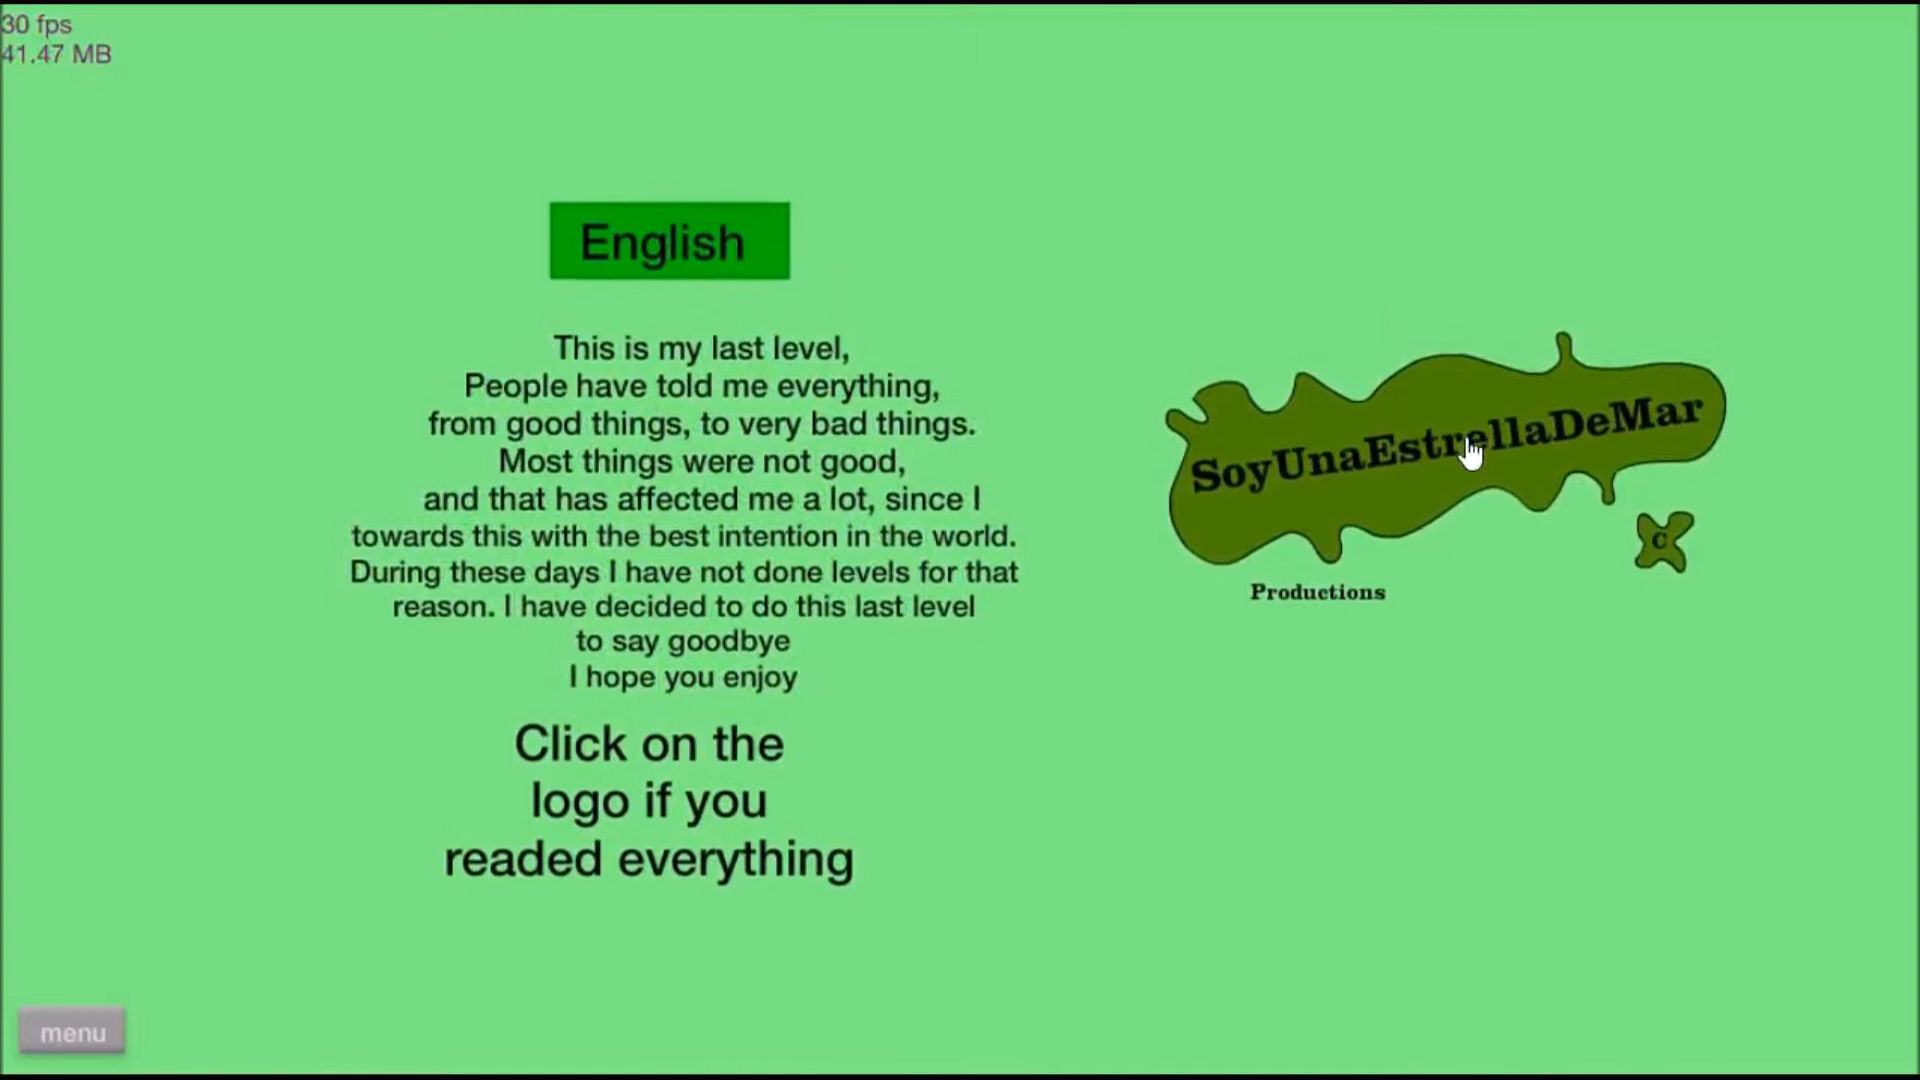 30 fps
41.47 MB
English
This is my last level,
People have told me everything,
from good things, to very bad things.
Most things were not good,
and that has affected me a lot, since I
towards this with the best intention in the world.
During these days I have not done levels for that
reason. I have decided to do this last level
to say goodbye
I hope you enjoy
Click on the
logo if you
readed everything
SoyUnaEstrellaDeMar
C
Productions
menu